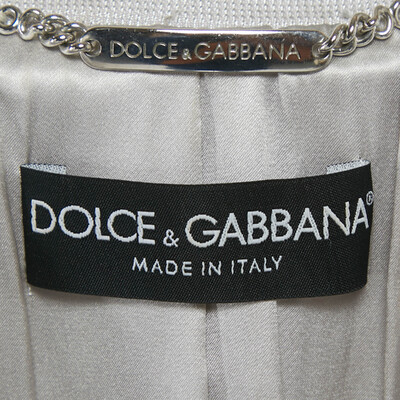 DOLCE & GABBANA
DOLCE & GABBANA®
MADE IN ITALY